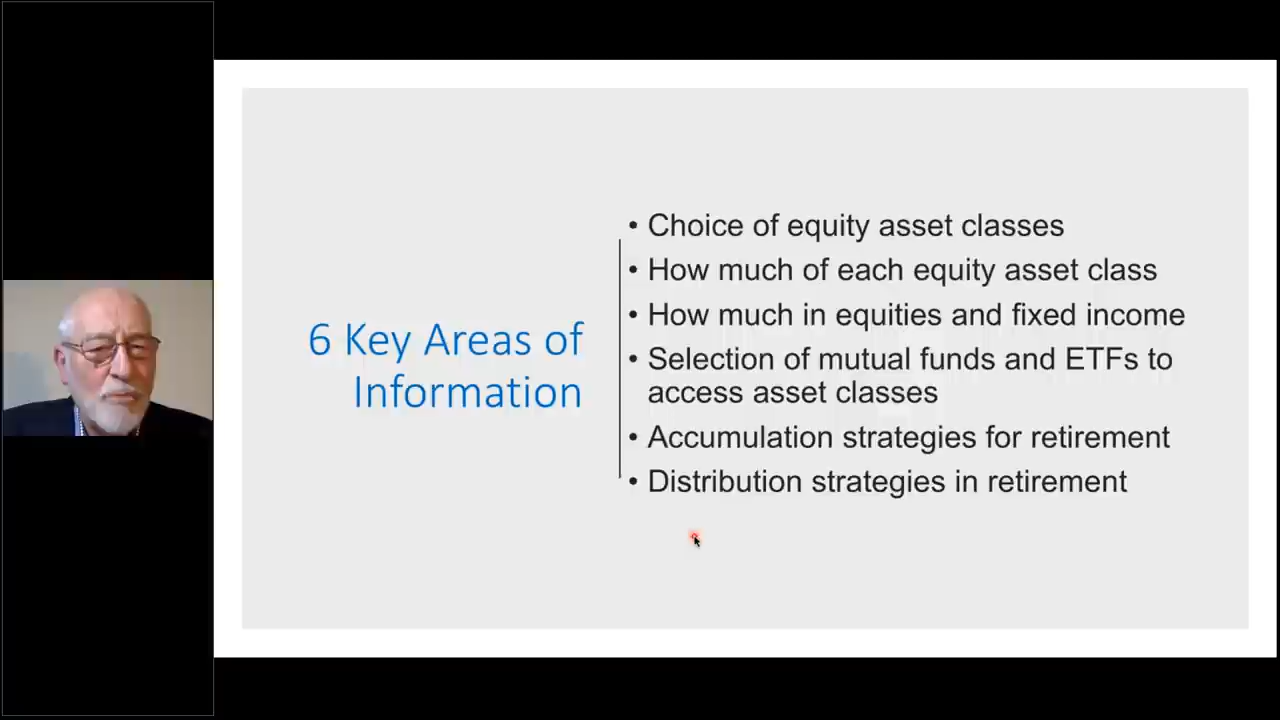 6 Key Areas of
Information
• Choice of equity asset classes
• How much of each equity asset class
• How much in equities and fixed income
• Selection of mutual funds and ETFs to
access asset classes
• Accumulation strategies for retirement
• Distribution strategies in retirement